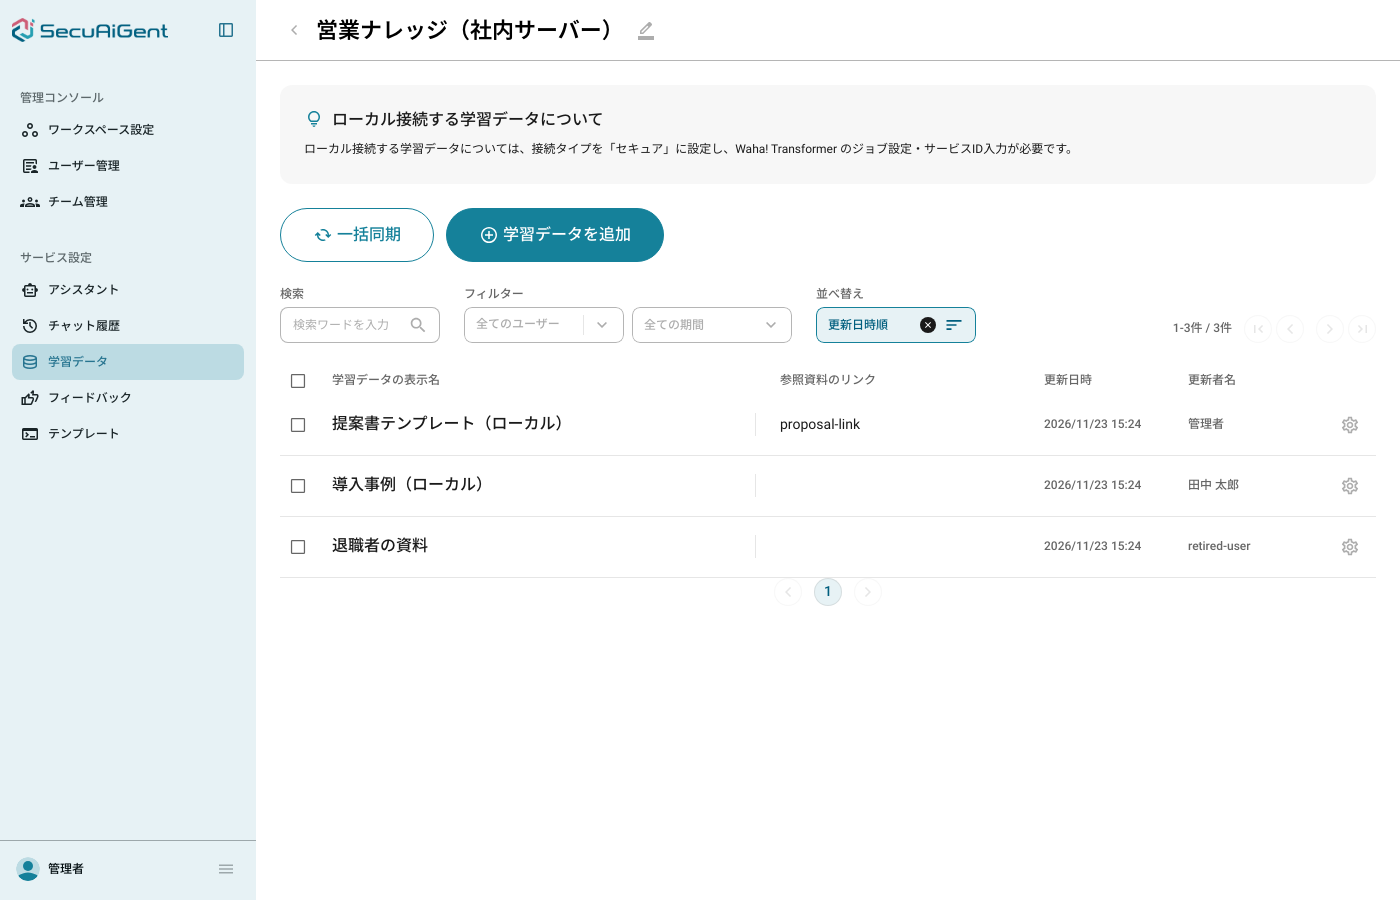 SecuAiGent
管理コンソール
ワークスペース設定
ユーザー管理
チーム管理
サービス設定
アシスタント
チャット履歴
学習データ
フィードバック
テンプレート
管理者
営業ナレッジ（社内サーバー）
ローカル接続する学習データについて
ローカル接続する学習データについては、接続タイプを「セキュア」に設定し、Waha! Transformer のジョブ設定・サービスID入力が必要です。
一括同期
学習データを追加
検索
フィルター
並べ替え
検索ワードを入力
全てのユーザー
全ての期間
更新日時順
1-3件 / 3件
学習データの表示名 参照資料のリンク 更新日時 更新者名
提案書テンプレート（ローカル） proposal-link 2026/11/23 15:24 管理者
導入事例（ローカル） 2026/11/23 15:24 田中 太郎
退職者の資料 2026/11/23 15:24 retired-user
1